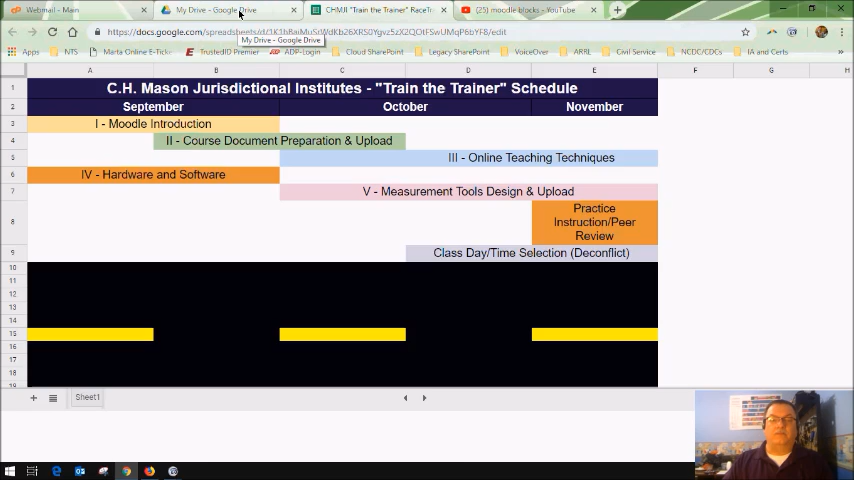 Webmail - Main
My Drive - Google Drive
CHMJI "Train the Trainer" RaceTr
(25) moodle blocks - YouTube
My Drive - Google Drive
Apps
NTS
Marta Online E-Ticke
TrustedID Premier
ADP-Login
Cloud SharePoint
Legacy SharePoint
VoiceOver
ARRL
Civil Service
NCDC/CDCs
IA and Certs
A B C D E F G H
1 C.H. Mason Jurisdictional Institutes - "Train the Trainer" Schedule
2 September October November
3 I - Moodle Introduction
4 II - Course Document Preparation & Upload
5 III - Online Teaching Techniques
6 IV - Hardware and Software
7 V - Measurement Tools Design & Upload
Practice
8 Instruction/Peer
Review
9 Class Day/Time Selection (Deconflict)
10
11
12
13
14
15
16
17
18
19
Sheet1